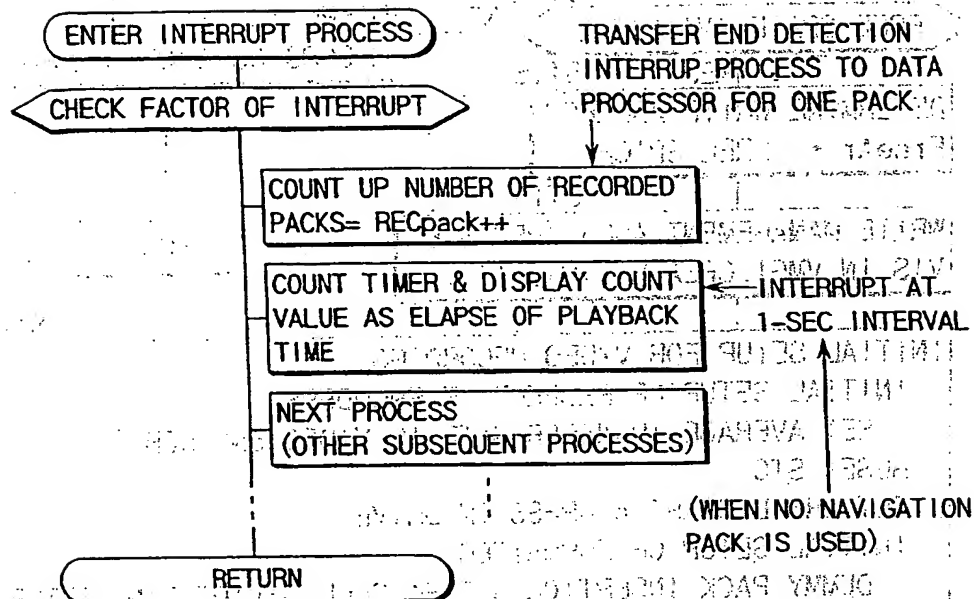 ENTER INTERRUPT PROCESS
CHECK FACTOR OF INTERRUPT
TRANSFER END DETECTION
INTERRUP PROCESS TO DATA
PROCESSOR FOR ONE PACK
COUNT UP NUMBER OF RECORDED
PACKS= RECpack++
COUNT TIMER & DISPLAY COUNT
VALUE AS ELAPSE OF PLAYBACK
TIME
INTERRUPT AT
1-SEC INTERVAL
NEXT PROCESS
(OTHER SUBSEQUENT PROCESSES)
(WHEN NO NAVIGATION
PACK IS USED)
RETURN